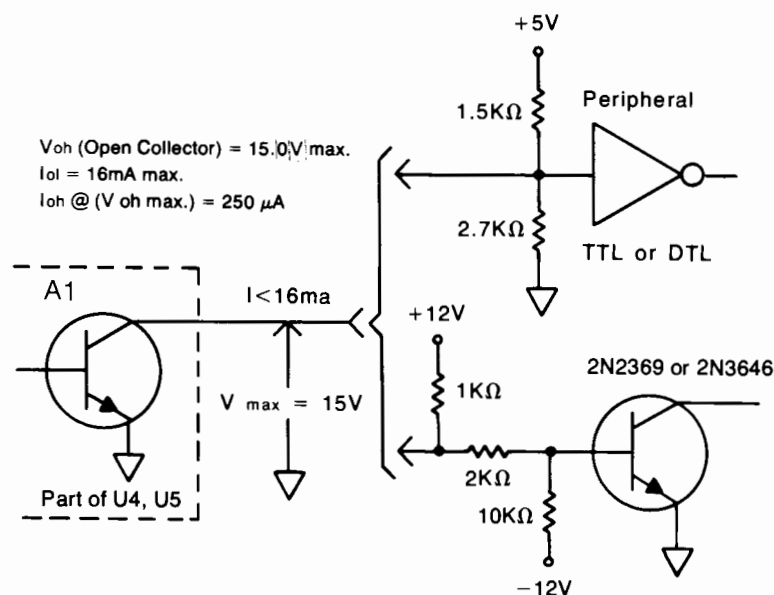 +5V
1.5KΩ
Peripheral
Voh (Open Collector) = 15.0V max.
Iol = 16mA max.
Ioh @ (V oh max.) = 250 μA
2.7KΩ
TTL or DTL
A1
I<16ma
+12V
2N2369 or 2N3646
1KΩ
V max = 15V
2KΩ
Part of U4, U5
10KΩ
−12V